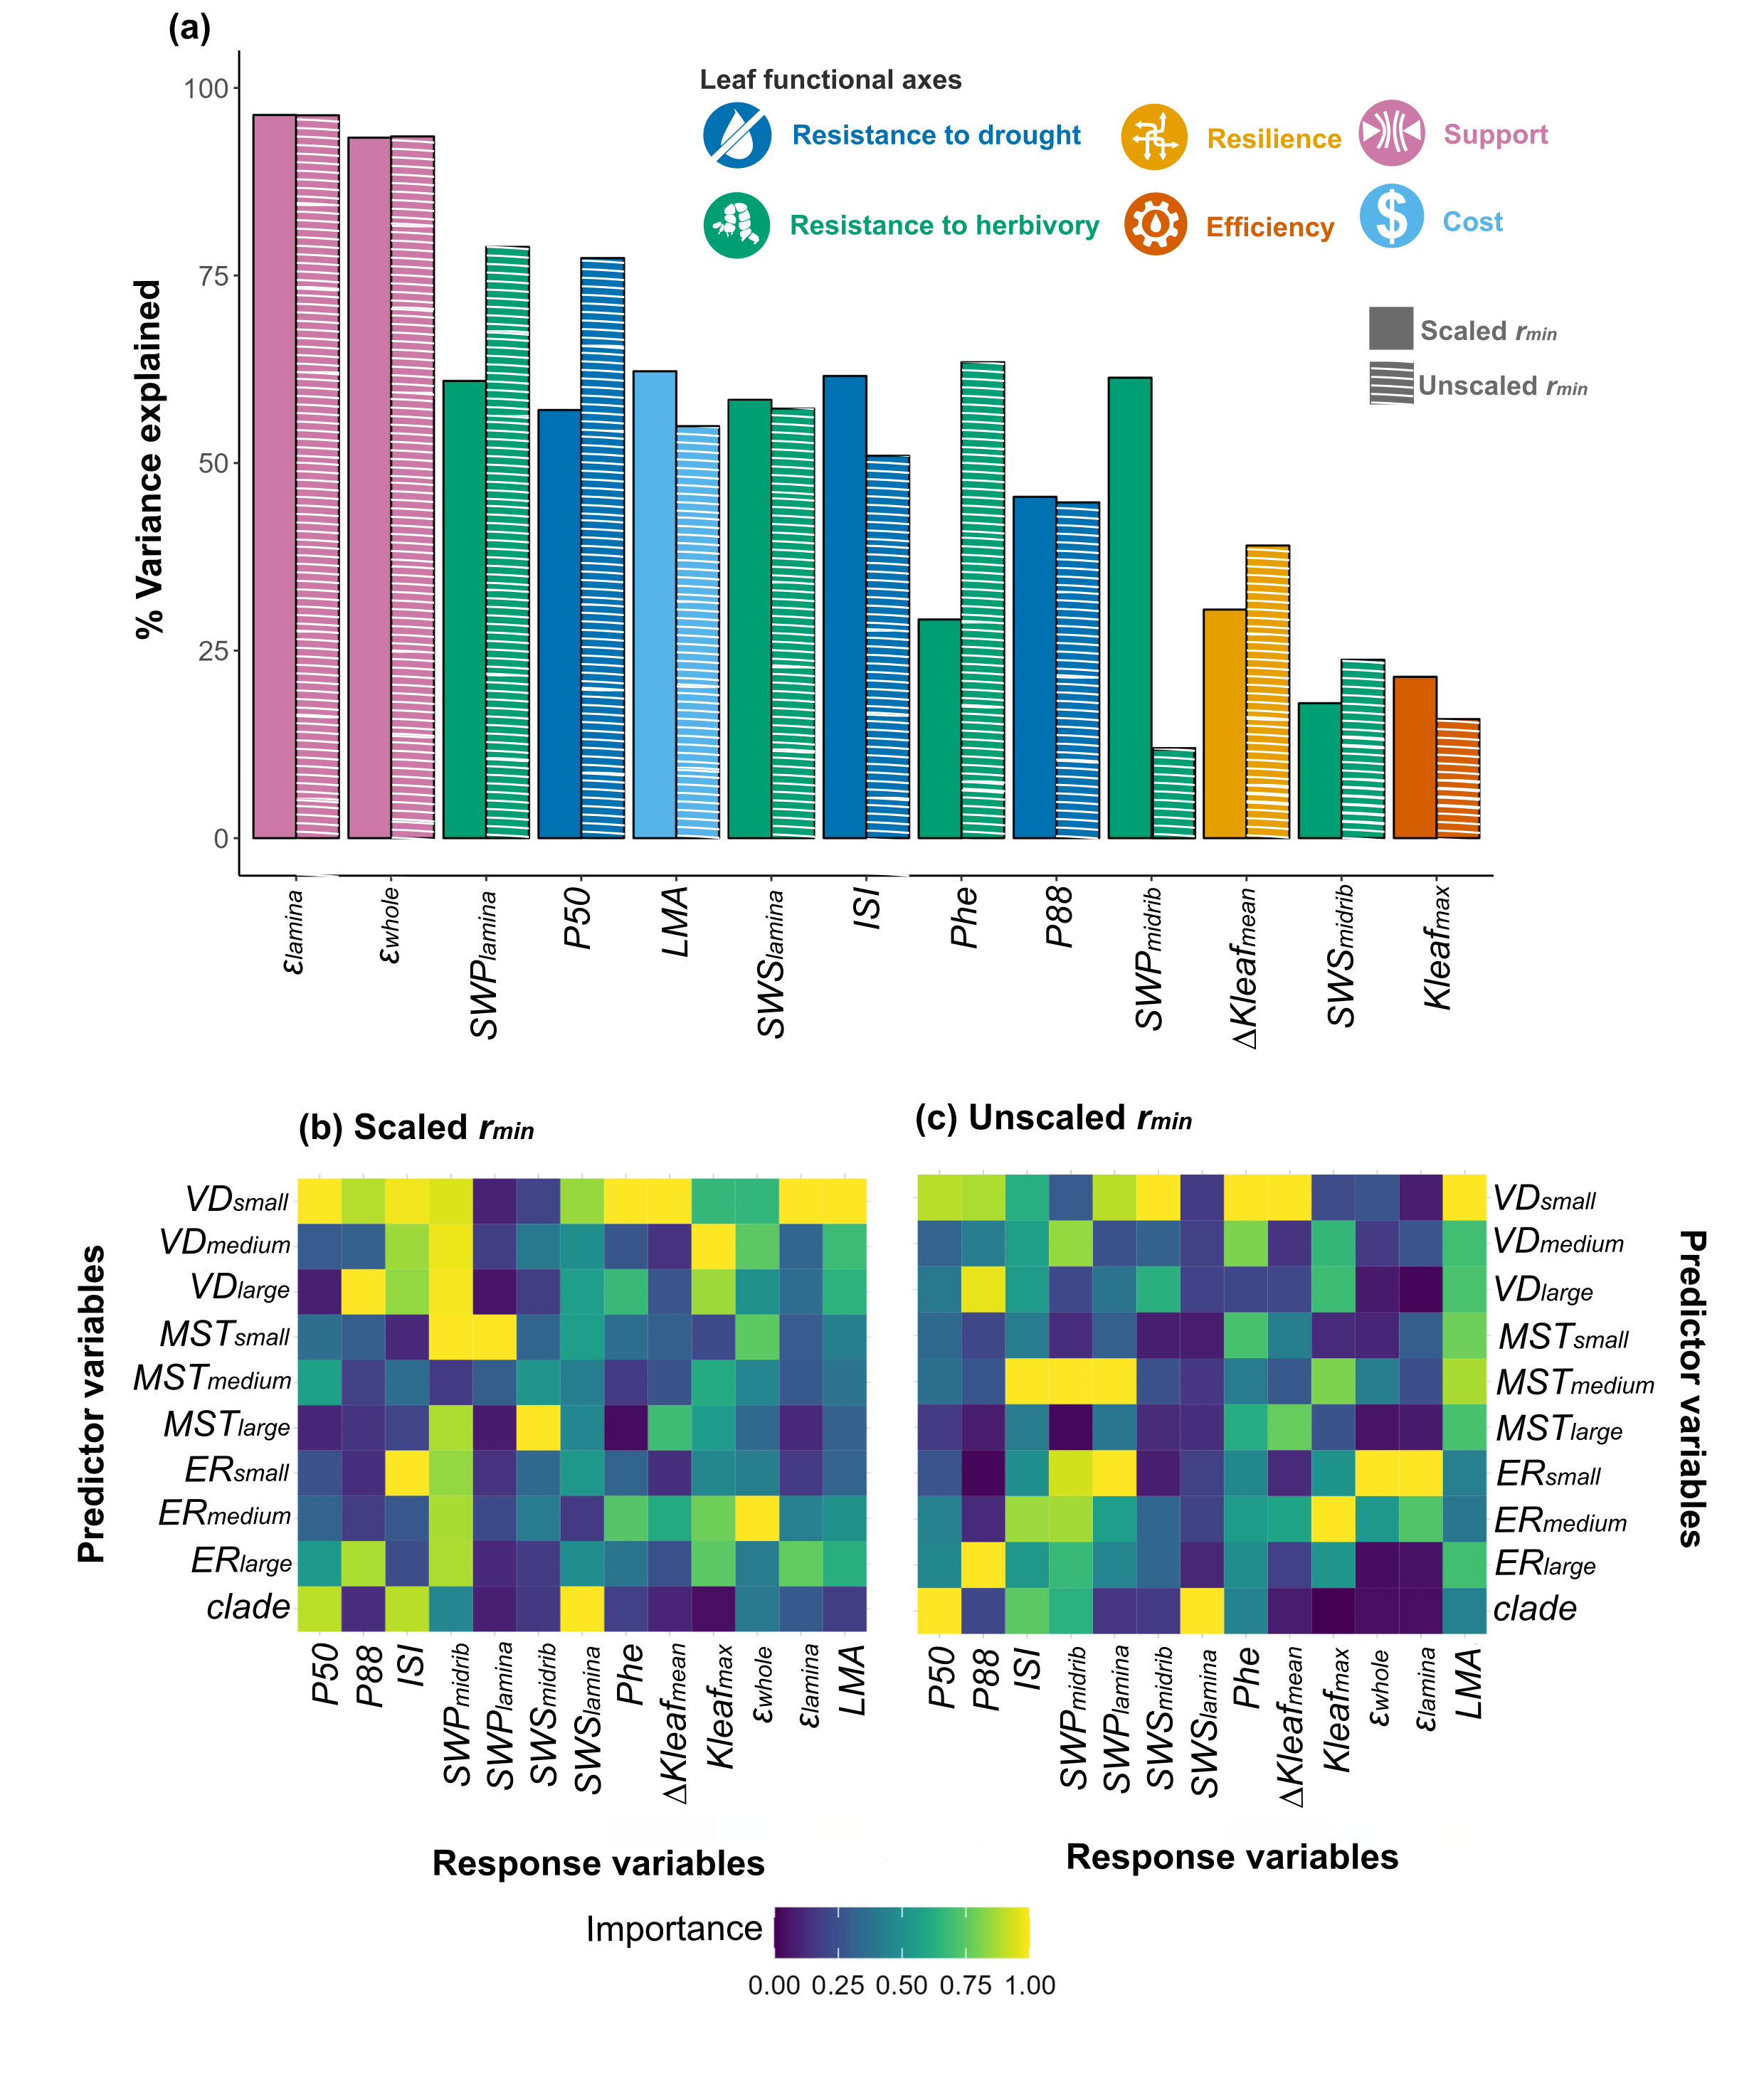 (a)
Leaf functional axes
Resistance to drought
Resilience
Support
Resistance to herbivory
Efficiency
$ Cost
Scaled rmin
Unscaled rmin
% Variance explained
100
75
50
25
0
εlamina
εwhole
SWPlamina
P50
LMA
SWSlamina
ISI
Phe
P88
SWPmidrib
ΔKleafmean
SWSmidrib
Kleafmax
(b) Scaled rmin
Predictor variables
VDsmall
VDmedium
VDlarge
MSTsmall
MSTmedium
MSTlarge
ERsmall
ERmedium
ERlarge
clade
P50
P88
ISI
SWPmidrib
SWPlamina
SWSmidrib
SWSlamina
Phe
ΔKleafmean
Kleafmax
εwhole
εlamina
LMA
Response variables
(c) Unscaled rmin
VDsmall
VDmedium
VDlarge
MSTsmall
MSTmedium
MSTlarge
ERsmall
ERmedium
ERlarge
clade
Predictor variables
P50
P88
ISI
SWPmidrib
SWPlamina
SWSmidrib
SWSlamina
Phe
ΔKleafmean
Kleafmax
εwhole
εlamina
LMA
Response variables
Importance
0.00 0.25 0.50 0.75 1.00